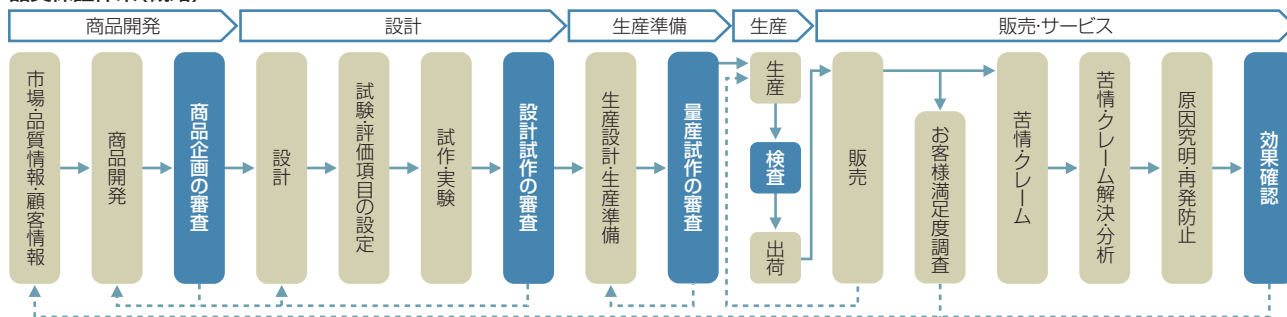 商品開発
設計
生産準備
生産
販売・サービス
市場・品質情報・顧客情報
商品開発
商品企画の審査
設計
試験・評価項目の設定
試作・実験
設計試作の審査
生産設計・生産準備
量産試作の審査
生産
検査
出荷
販売
お客様満足度調査
苦情・クレーム
苦情・クレーム解決・分析
原因究明・再発防止
効果確認